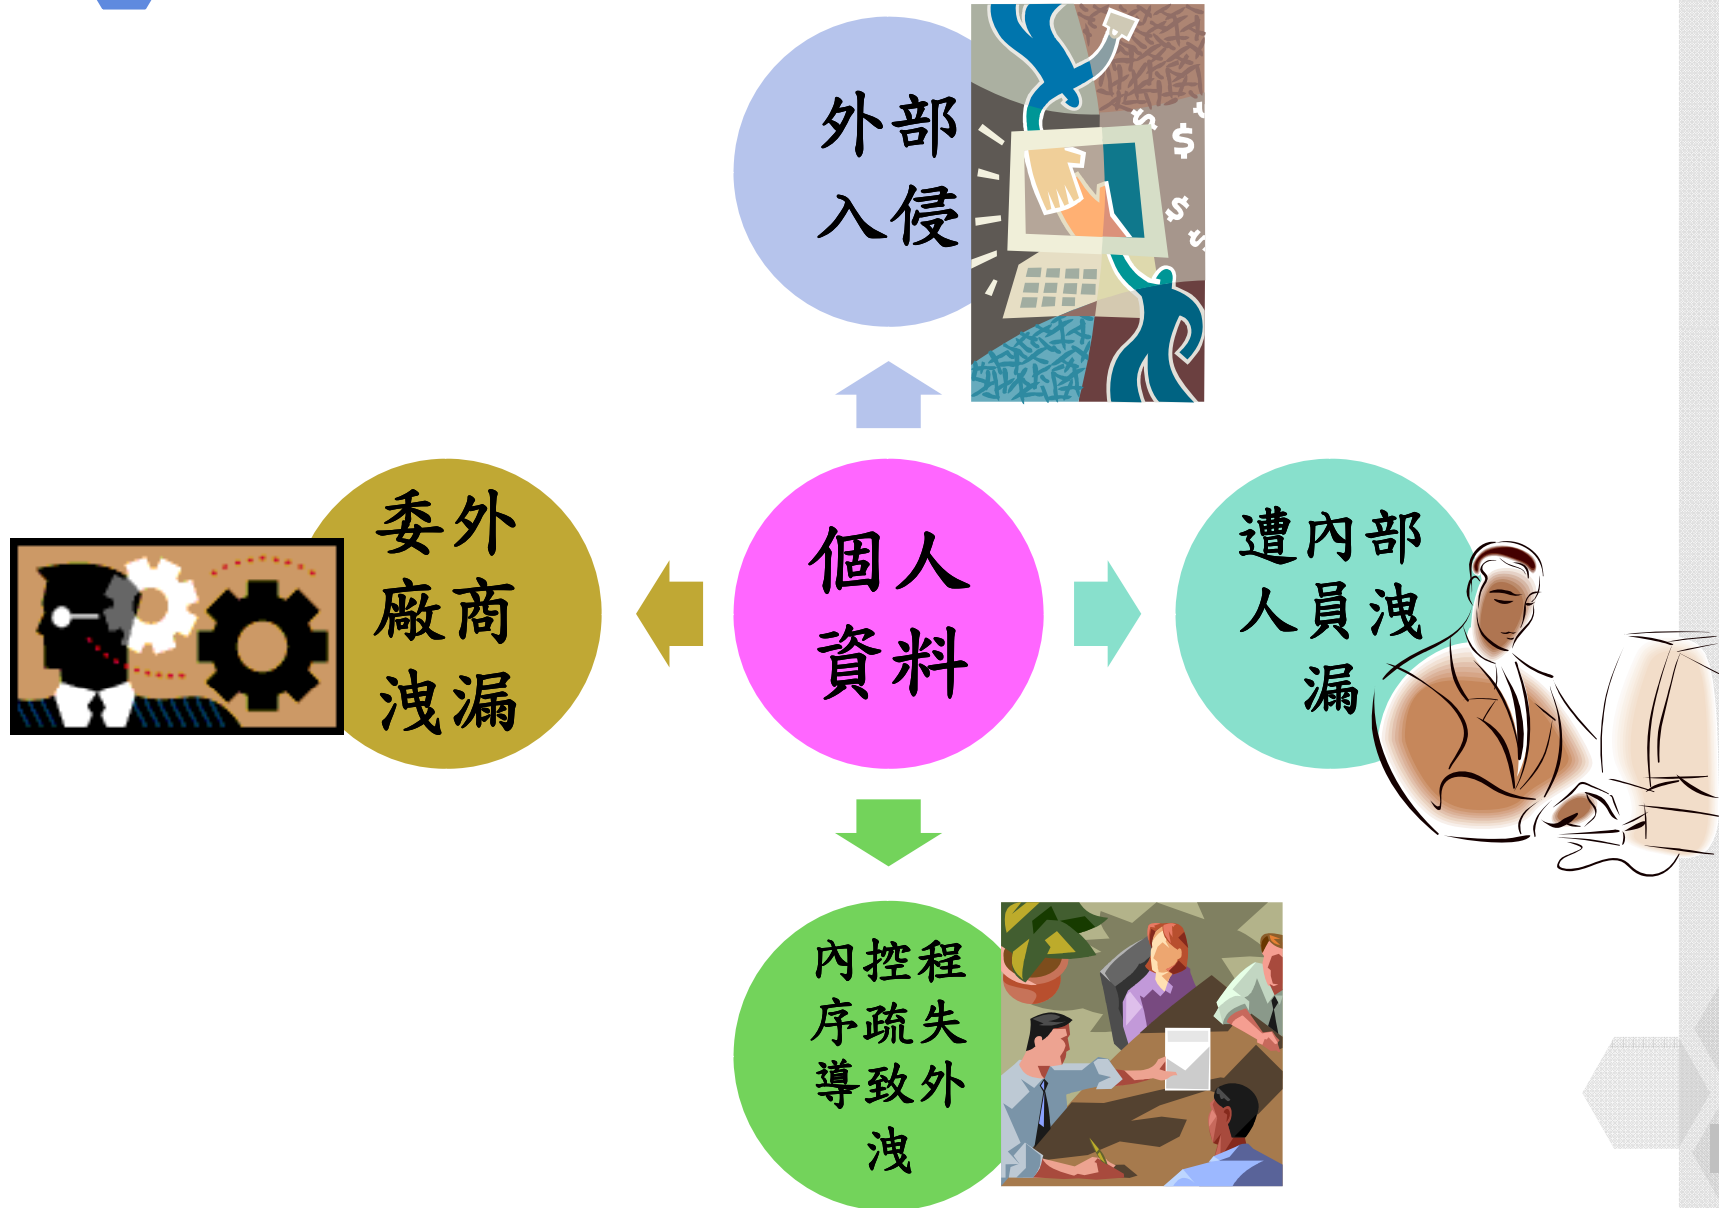 外部
入侵
委外
廠商
洩漏
個人
資料
遭內部
人員洩
漏
內控程
序疏失
導致外
洩